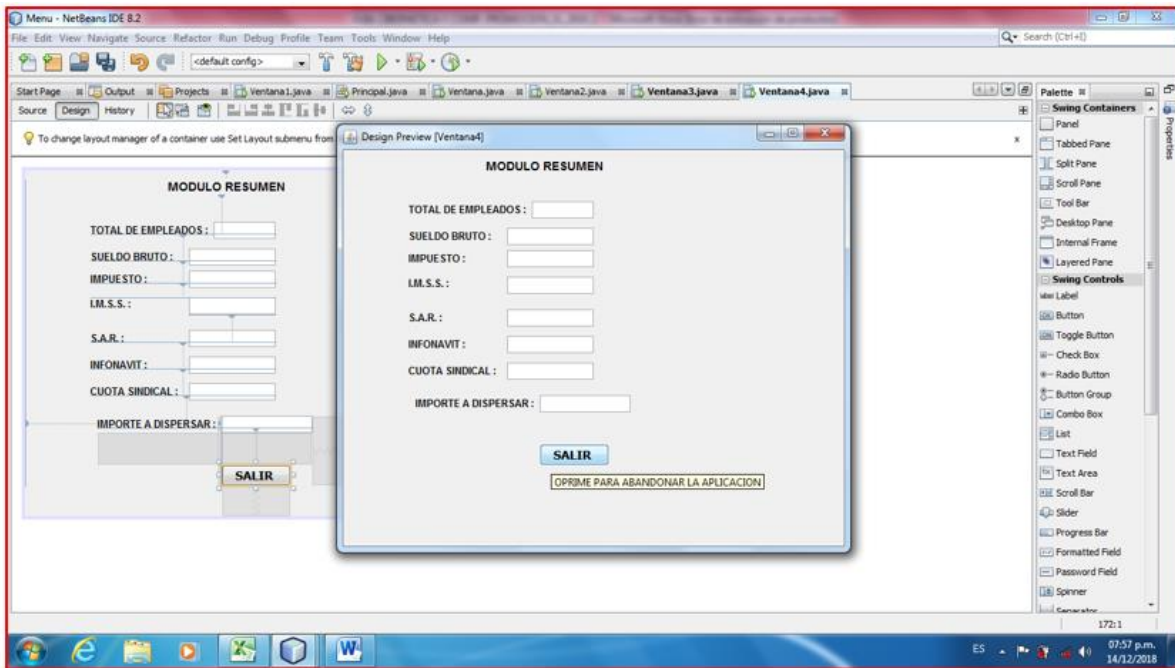 Menu - NetBeans IDE 8.2
File Edit View Navigate Source Refactor Run Debug Profile Team Tools Window Help
Search (Ctrl+I)
<default config>
Start Page Output Projects Ventana1.java Principal.java Ventana.java Ventana2.java Ventana3.java Ventana4.java
Source Design History
To change layout manager of a container use Set Layout submenu from
MODULO RESUMEN
TOTAL DE EMPLEADOS :
SUELDO BRUTO :
IMPUESTO :
I.M.S.S. :
S.A.R. :
INFONAVIT :
CUOTA SINDICAL :
IMPORTE A DISPERSAR :
SALIR
Design Preview [Ventana4]
MODULO RESUMEN
TOTAL DE EMPLEADOS :
SUELDO BRUTO :
IMPUESTO :
I.M.S.S. :
S.A.R. :
INFONAVIT :
CUOTA SINDICAL :
IMPORTE A DISPERSAR :
SALIR
OPRIME PARA ABANDONAR LA APLICACION
Palette
Swing Containers
Panel
Tabbed Pane
Split Pane
Scroll Pane
Tool Bar
Desktop Pane
Internal Frame
Layered Pane
Swing Controls
Label
Button
Toggle Button
Check Box
Radio Button
Button Group
Combo Box
List
Text Field
Text Area
Scroll Bar
Slider
Progress Bar
Formatted Field
Password Field
Spinner
Separator
Properties
172:1
ES
07:57 p.m.
14/12/2018